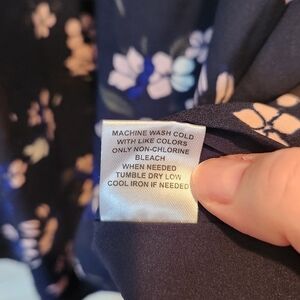 MACHINE WASH COLD
WITH LIKE COLORS
ONLY NON-CHLORINE
BLEACH
WHEN NEEDED
TUMBLE DRY LOW
COOL IRON IF NEEDED